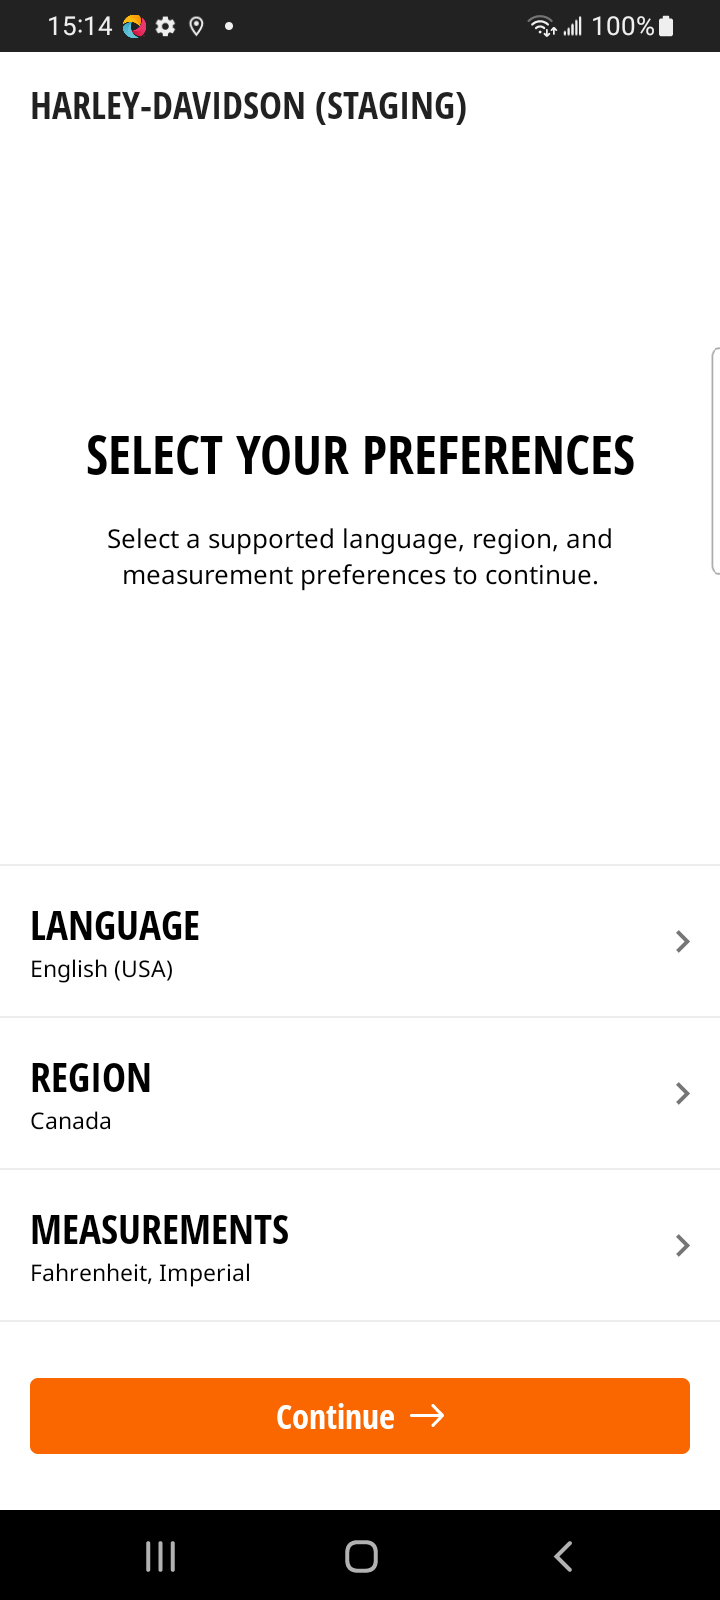 15:14
100%
HARLEY-DAVIDSON (STAGING)
SELECT YOUR PREFERENCES
Select a supported language, region, and
measurement preferences to continue.
LANGUAGE
English (USA)
REGION
Canada
MEASUREMENTS
Fahrenheit, Imperial
Continue